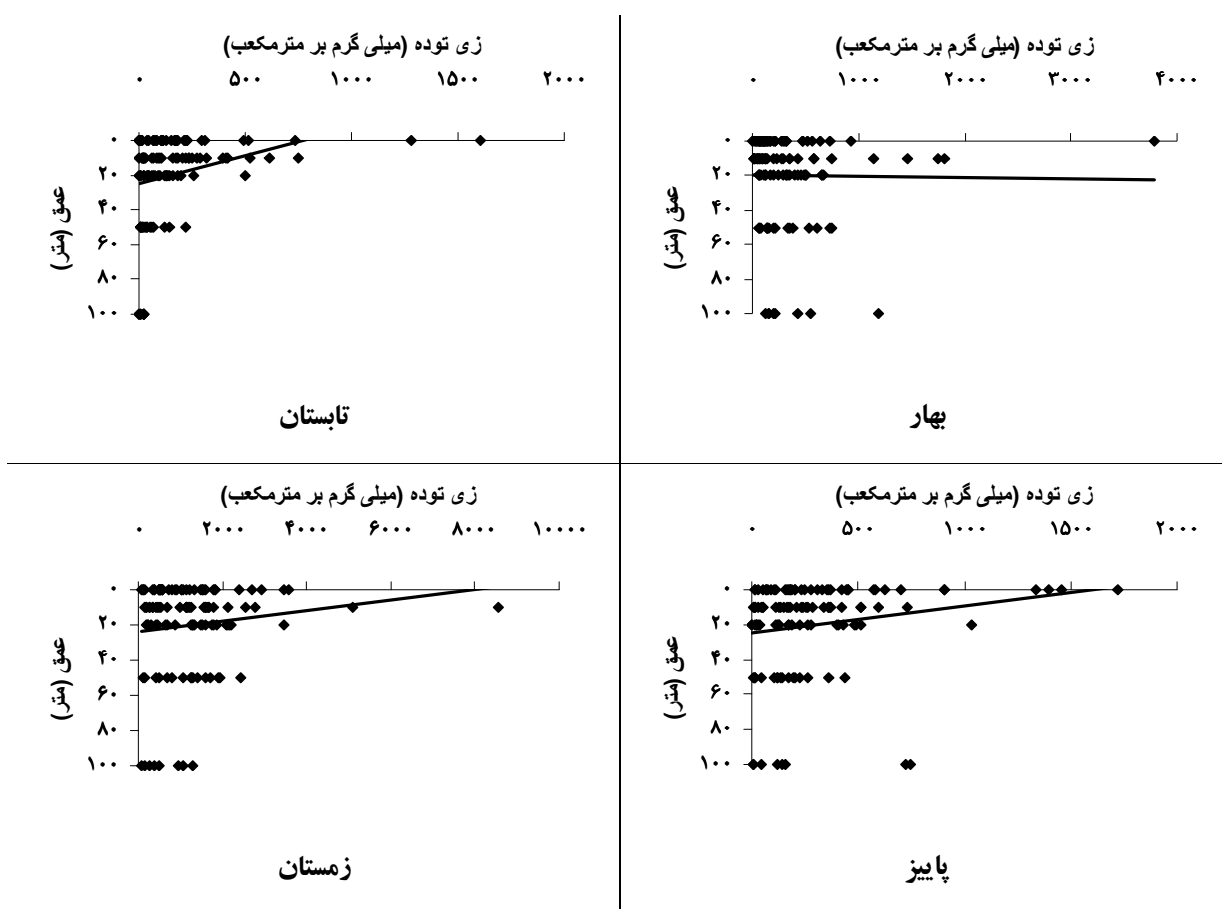 زی توده (میلی گرم بر مترمکعب)
۰ ۱۰۰۰ ۲۰۰۰ ۳۰۰۰ ۴۰۰۰
۰
۲۰
۴۰
۶۰
۸۰
۱۰۰
عمق (متر)
بهار
زی توده (میلی گرم بر مترمکعب)
۰ ۵۰۰ ۱۰۰۰ ۱۵۰۰ ۲۰۰۰
۰
۲۰
۴۰
۶۰
۸۰
۱۰۰
عمق (متر)
تابستان
زی توده (میلی گرم بر مترمکعب)
۰ ۵۰۰ ۱۰۰۰ ۱۵۰۰ ۲۰۰۰
۰
۲۰
۴۰
۶۰
۸۰
۱۰۰
عمق (متر)
پاییز
زی توده (میلی گرم بر مترمکعب)
۰ ۲۰۰۰ ۴۰۰۰ ۶۰۰۰ ۸۰۰۰ ۱۰۰۰۰
۰
۲۰
۴۰
۶۰
۸۰
۱۰۰
عمق (متر)
زمستان